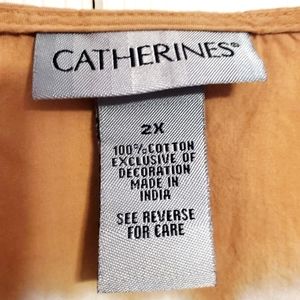 CATHERINES®
2X
100% COTTON
EXCLUSIVE OF
DECORATION
MADE IN
INDIA
SEE REVERSE
FOR CARE